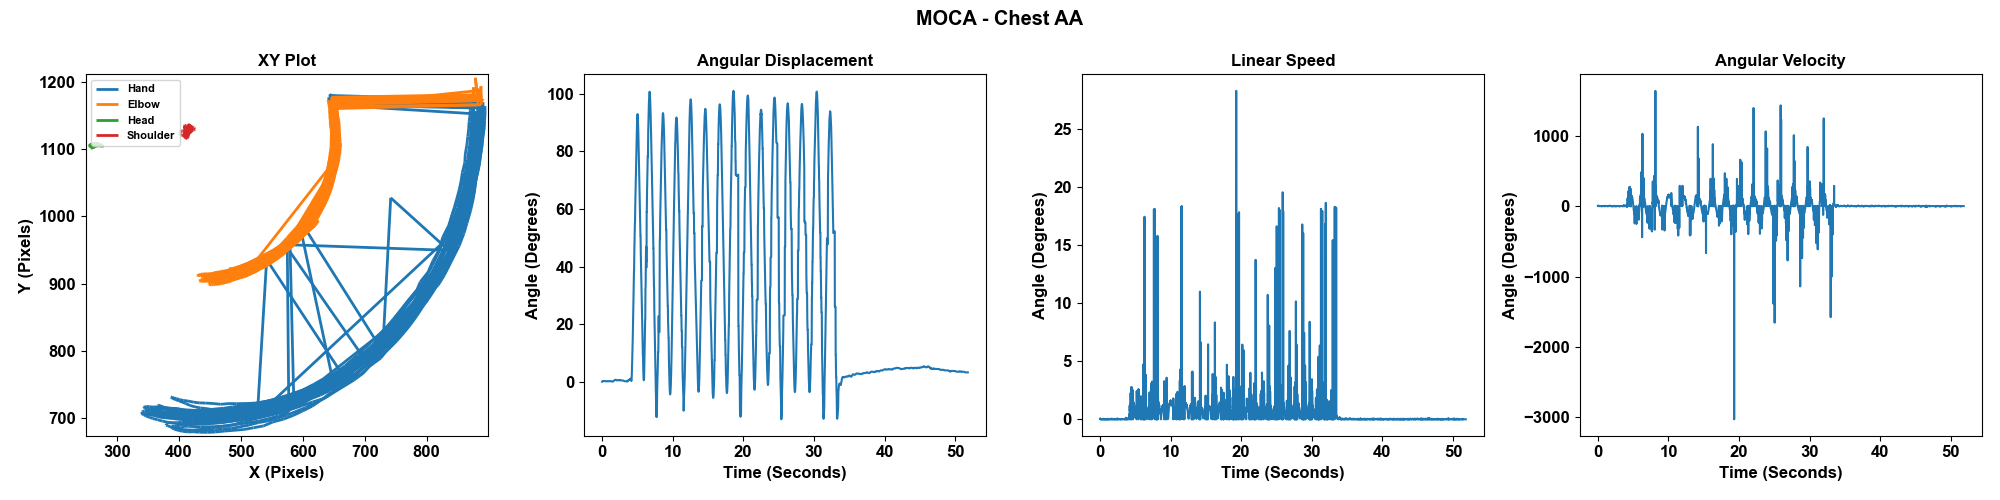 MOCA - Chest AA
XY Plot
Hand
Elbow
Head
Shoulder
Y (Pixels)
1200
1100
1000
900
800
700
300 400 500 600 700 800
X (Pixels)
Angular Displacement
Angle (Degrees)
100
80
60
40
20
0
0 10 20 30 40 50
Time (Seconds)
Linear Speed
Angle (Degrees)
25
20
15
10
5
0
0 10 20 30 40 50
Time (Seconds)
Angular Velocity
Angle (Degrees)
1000
0
−1000
−2000
−3000
0 10 20 30 40 50
Time (Seconds)